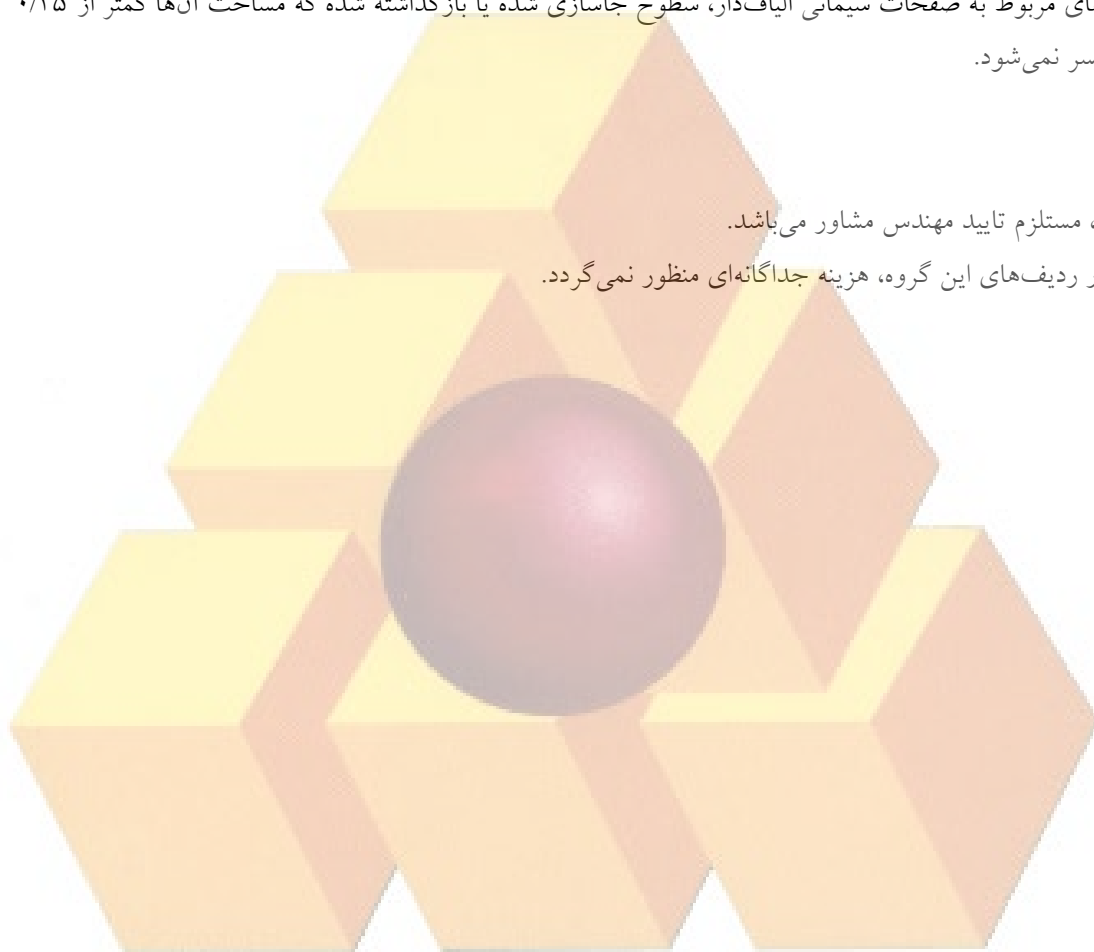 مربوط به صفحات سیمانی الیاف‌دار، سطوح جاسازی شده یا بازگذاشته شده که مساحت آن‌ها کمتر از ۰/۲۵
سر نمی‌شود.
، مستلزم تایید مهندس مشاور می‌باشد.
ردیف‌های این گروه، هزینه جداگانه‌ای منظور نمی‌گردد.